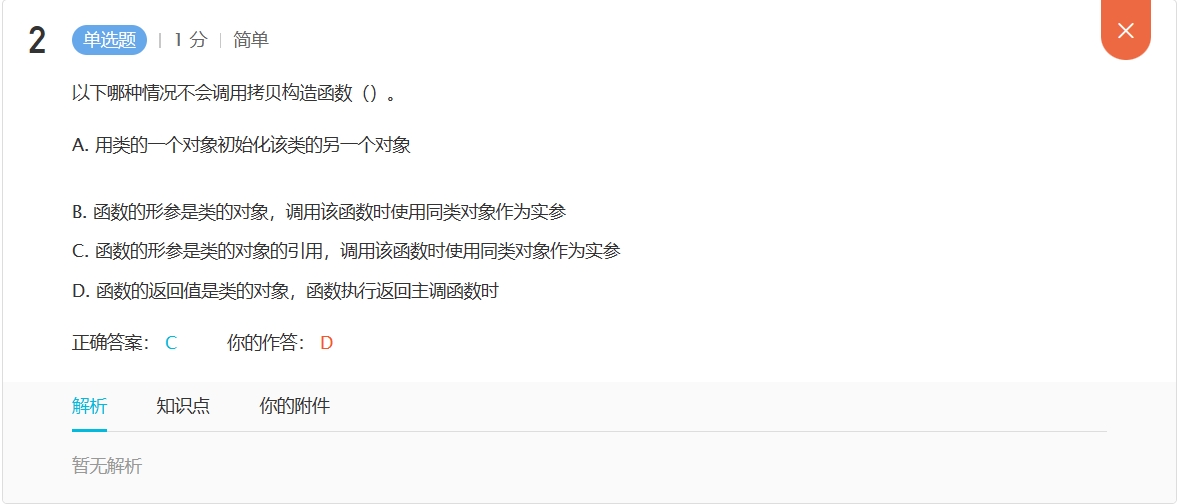 2 单选题 | 1 分 | 简单
以下哪种情况不会调用拷贝构造函数（）。
A. 用类的一个对象初始化该类的另一个对象
B. 函数的形参是类的对象，调用该函数时使用同类对象作为实参
C. 函数的形参是类的对象的引用，调用该函数时使用同类对象作为实参
D. 函数的返回值是类的对象，函数执行返回主调函数时
正确答案： C 你的作答： D
解析 知识点 你的附件
暂无解析